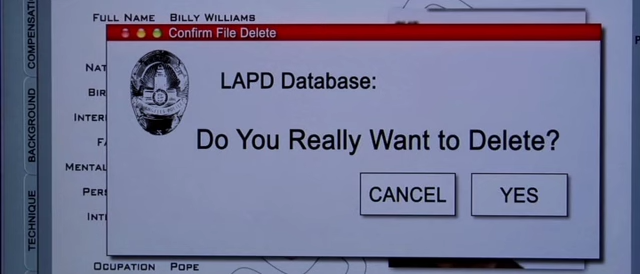 FULL NAME BILLY WILLIAMS
Confirm File Delete
LAPD Database:
Do You Really Want to Delete?
CANCEL YES
COMPENSATI
BACKGROUND
TECHNIQUE
NAT
BIR
INTER
FA
MENTAL
PERS
INT
OCUPATION POPE